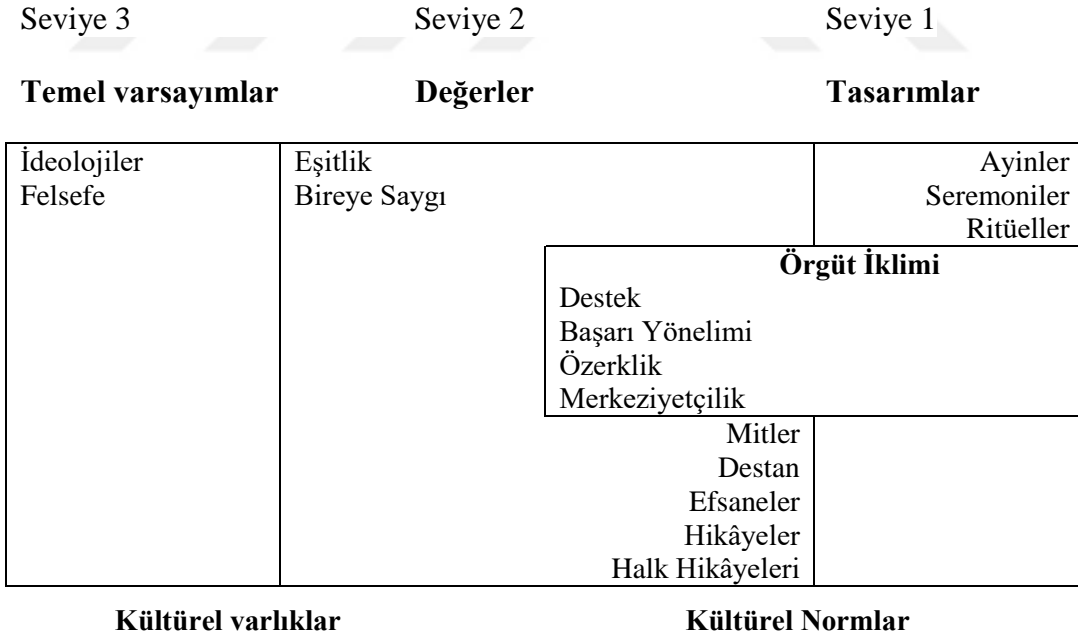 Seviye 3 Seviye 2 Seviye 1
Temel varsayımlar Değerler Tasarımlar
İdeolojiler Eşitlik Ayinler
Felsefe Bireye Saygı Seremoniler
Ritüeller
Örgüt İklimi
Destek
Başarı Yönelimi
Özerklik
Merkeziyetçilik
Mitler
Destan
Efsaneler
Hikâyeler
Halk Hikâyeleri
Kültürel varlıklar Kültürel Normlar